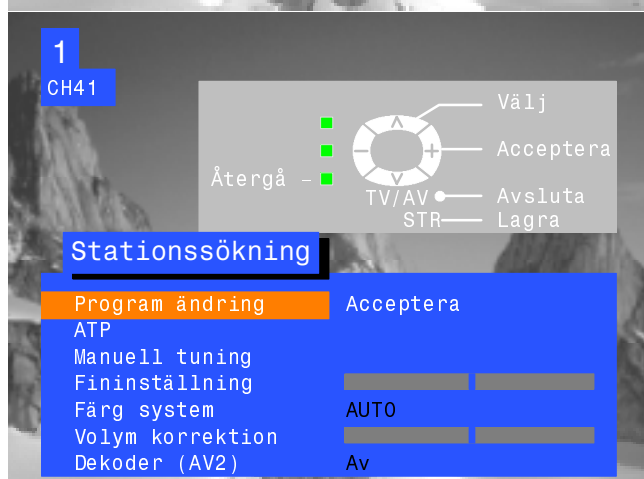 1
CH41
Välj
Acceptera
Återgå –
TV/AV Avsluta
STR Lagra
Stationssökning
Program ändring Acceptera
ATP
Manuell tuning
Fininställning
Färg system AUTO
Volym korrektion
Dekoder (AV2) Av